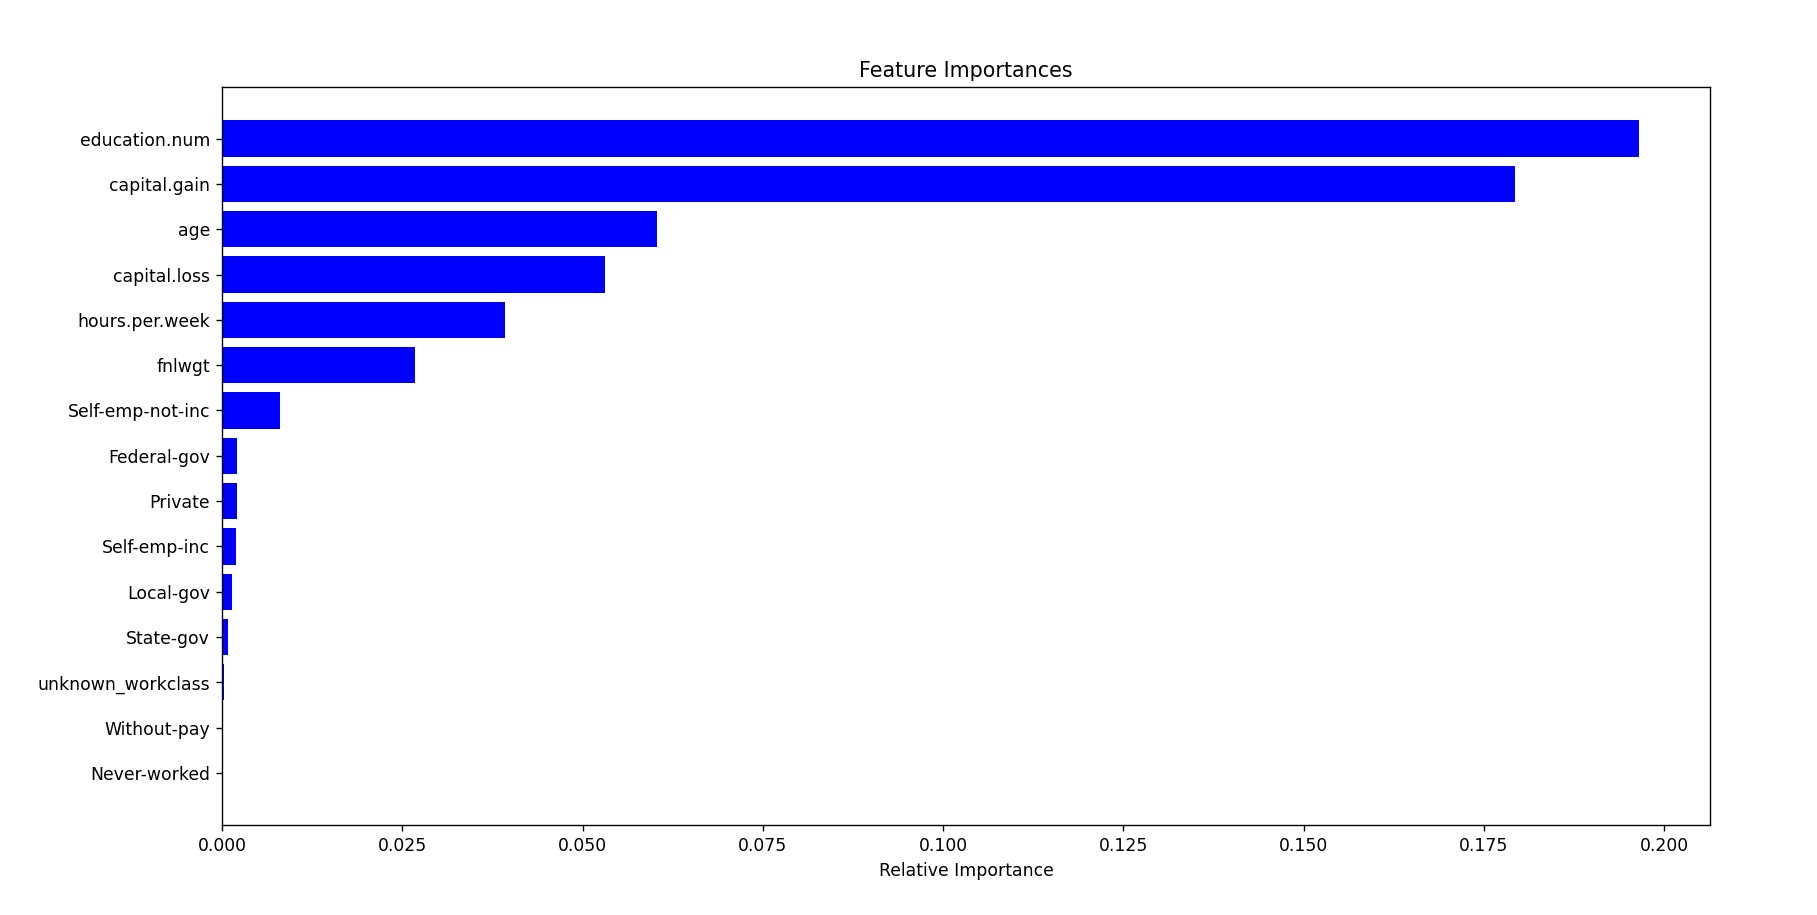 Feature Importances
education.num
capital.gain
age
capital.loss
hours.per.week
fnlwgt
Self-emp-not-inc
Federal-gov
Private
Self-emp-inc
Local-gov
State-gov
unknown_workclass
Without-pay
Never-worked
0.000 0.025 0.050 0.075 0.100 0.125 0.150 0.175 0.200
Relative Importance